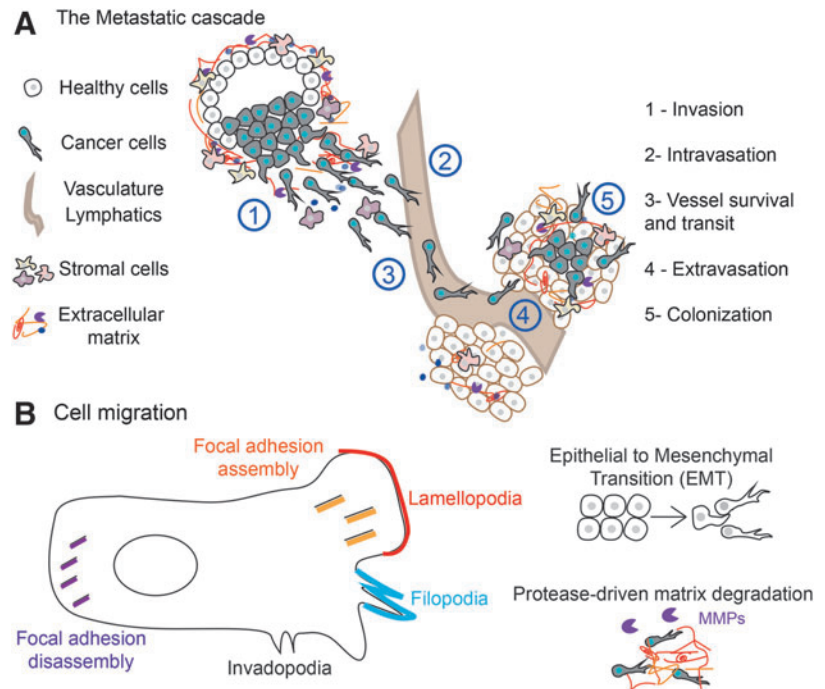 A The Metastatic cascade
Healthy cells
Cancer cells
Vasculature
Lymphatics
Stromal cells
Extracellular
matrix
1
2
3
4
5
1 - Invasion
2- Intravasation
3- Vessel survival
and transit
4 - Extravasation
5- Colonization
B Cell migration
Focal adhesion
assembly
Lamellopodia
Filopodia
Focal adhesion
disassembly
Invadopodia
Epithelial to Mesenchymal
Transition (EMT)
Protease-driven matrix degradation
MMPs